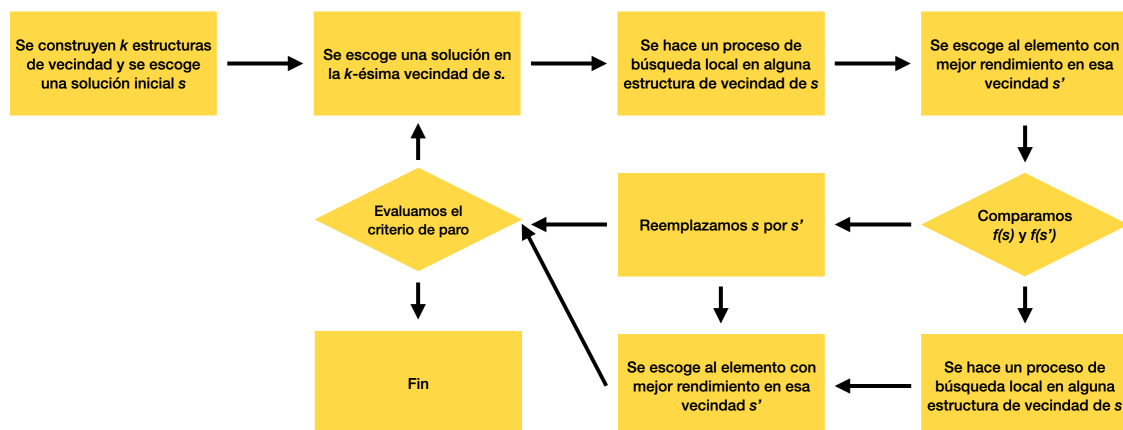 Se construyen k estructuras
de vecindad y se escoge
una solución inicial s
Se escoge una solución en
la k-ésima vecindad de s.
Se hace un proceso de
búsqueda local en alguna
estructura de vecindad de s
Se escoge al elemento con
mejor rendimiento en esa
vecindad s’
Evaluamos el
criterio de paro
Reemplazamos s por s’
Comparamos
f(s) y f(s’)
Fin
Se escoge al elemento con
mejor rendimiento en esa
vecindad s’
Se hace un proceso de
búsqueda local en alguna
estructura de vecindad de s